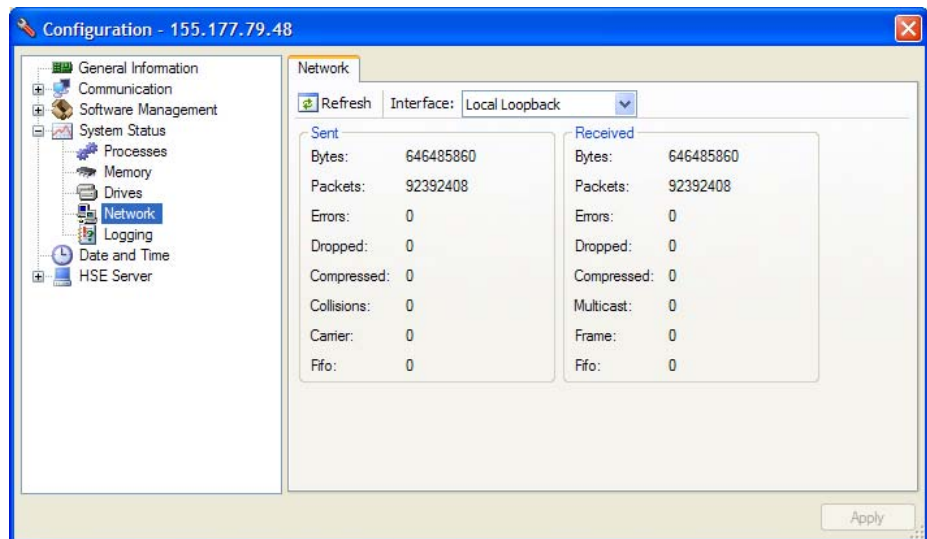 Configuration - 155.177.79.48
General Information
Communication
Software Management
System Status
Processes
Memory
Drives
Network
Logging
Date and Time
HSE Server
Network
Refresh Interface: Local Loopback
Sent
Bytes: 646485860
Packets: 92392408
Errors: 0
Dropped: 0
Compressed: 0
Collisions: 0
Carrier: 0
Fifo: 0
Received
Bytes: 646485860
Packets: 92392408
Errors: 0
Dropped: 0
Compressed: 0
Multicast: 0
Frame: 0
Fifo: 0
Apply